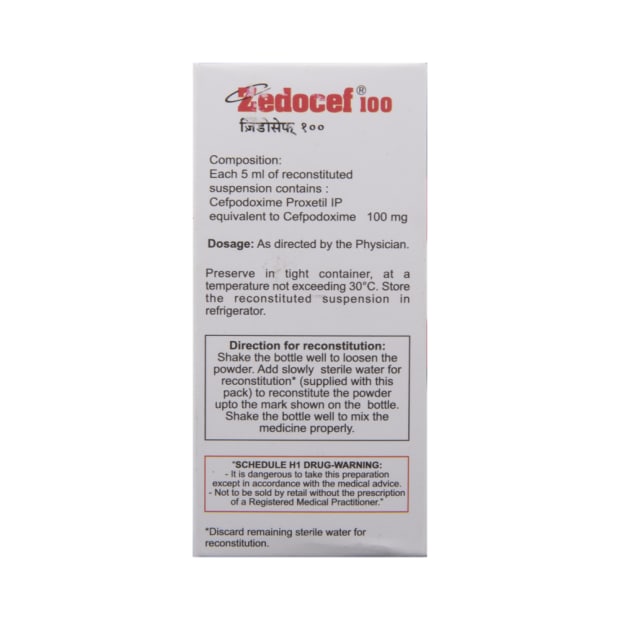 Zedocef® 100
ज़िडोसेफ् १००
Composition:
Each 5 ml of reconstituted
suspension contains :
Cefpodoxime Proxetil IP
equivalent to Cefpodoxime 100 mg
Dosage: As directed by the Physician.
Preserve in tight container, at a
temperature not exceeding 30°C. Store
the reconstituted suspension in
refrigerator.
Direction for reconstitution:
Shake the bottle well to loosen the
powder. Add slowly sterile water for
reconstitution* (supplied with this
pack) to reconstitute the powder
upto the mark shown on the bottle.
Shake the bottle well to mix the
medicine properly.
"SCHEDULE H1 DRUG-WARNING:
- It is dangerous to take this preparation
except in accordance with the medical advice.
- Not to be sold by retail without the prescription
of a Registered Medical Practitioner."
*Discard remaining sterile water for
reconstitution.